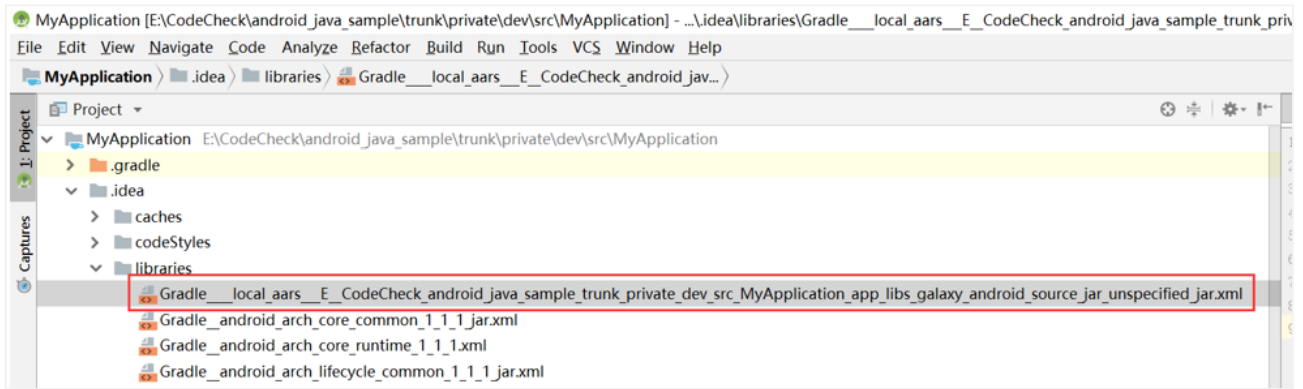 MyApplication [E:\CodeCheck\android_java_sample\trunk\private\dev\src\MyApplication] - ...\.idea\libraries\Gradle___local_aars__E__CodeCheck_android_java_sample_trunk_priv
File Edit View Navigate Code Analyze Refactor Build Run Tools VCS Window Help
MyApplication .idea libraries Gradle___local_aars__E__CodeCheck_android_jav...
Project
1: Project
Captures
MyApplication E:\CodeCheck\android_java_sample\trunk\private\dev\src\MyApplication
.gradle
.idea
caches
codeStyles
libraries
Gradle___local_aars__E__CodeCheck_android_java_sample_trunk_private_dev_src_MyApplication_app_libs_galaxy_android_source_jar_unspecified_jar.xml
Gradle__android_arch_core_common_1_1_1_jar.xml
Gradle__android_arch_core_runtime_1_1_1.xml
Gradle__android_arch_lifecycle_common_1_1_1_jar.xml